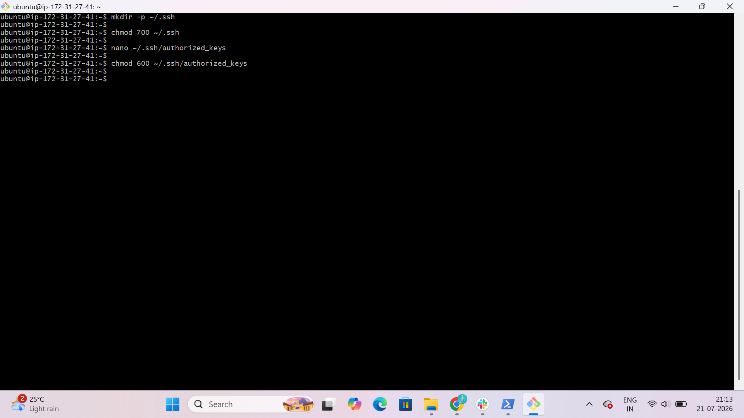 ubuntu@ip-172-31-27-41: ~
ubuntu@ip-172-31-27-41:~$ mkdir -p ~/.ssh
ubuntu@ip-172-31-27-41:~$
ubuntu@ip-172-31-27-41:~$ chmod 700 ~/.ssh
ubuntu@ip-172-31-27-41:~$
ubuntu@ip-172-31-27-41:~$ nano ~/.ssh/authorized_keys
ubuntu@ip-172-31-27-41:~$
ubuntu@ip-172-31-27-41:~$ chmod 600 ~/.ssh/authorized_keys
ubuntu@ip-172-31-27-41:~$
ubuntu@ip-172-31-27-41:~$
2
25°C
Light rain
Search
ENG
IN
21:13
21-07-2026